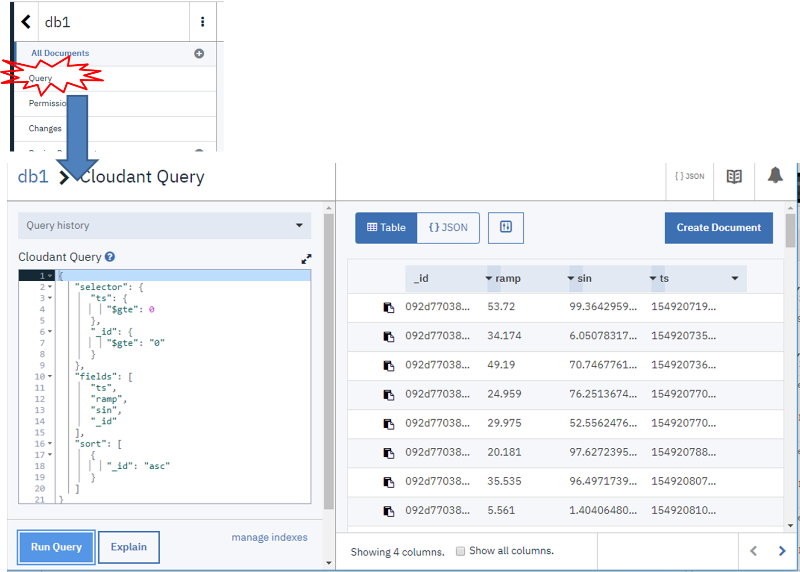 db1
All Documents
Query
Permissio
Changes
db1 > Cloudant Query
{ } JSON
Query history
Cloudant Query
1 {
2 "selector": {
3 "ts": {
4 "$gte": 0
5 },
6 "_id": {
7 "$gte": "0"
8 }
9 },
10 "fields": [
11 "ts",
12 "ramp",
13 "sin",
14 "_id"
15 ],
16 "sort": [
17 {
18 "_id": "asc"
19 }
20 ]
21 }
Run Query
Explain
manage indexes
Table
{ } JSON
Create Document
_id ramp sin ts
092d77038... 53.72 99.3642959... 154920719...
092d77038... 34.174 6.05078317... 154920735...
092d77038... 49.19 70.7467761... 154920736...
092d77038... 24.959 76.2513674... 154920770...
092d77038... 29.975 52.5562476... 154920770...
092d77038... 20.181 97.6272395... 154920788...
092d77038... 35.535 96.4971739... 154920807...
092d77038... 5.561 1.40406480... 154920810...
Showing 4 columns.
Show all columns.